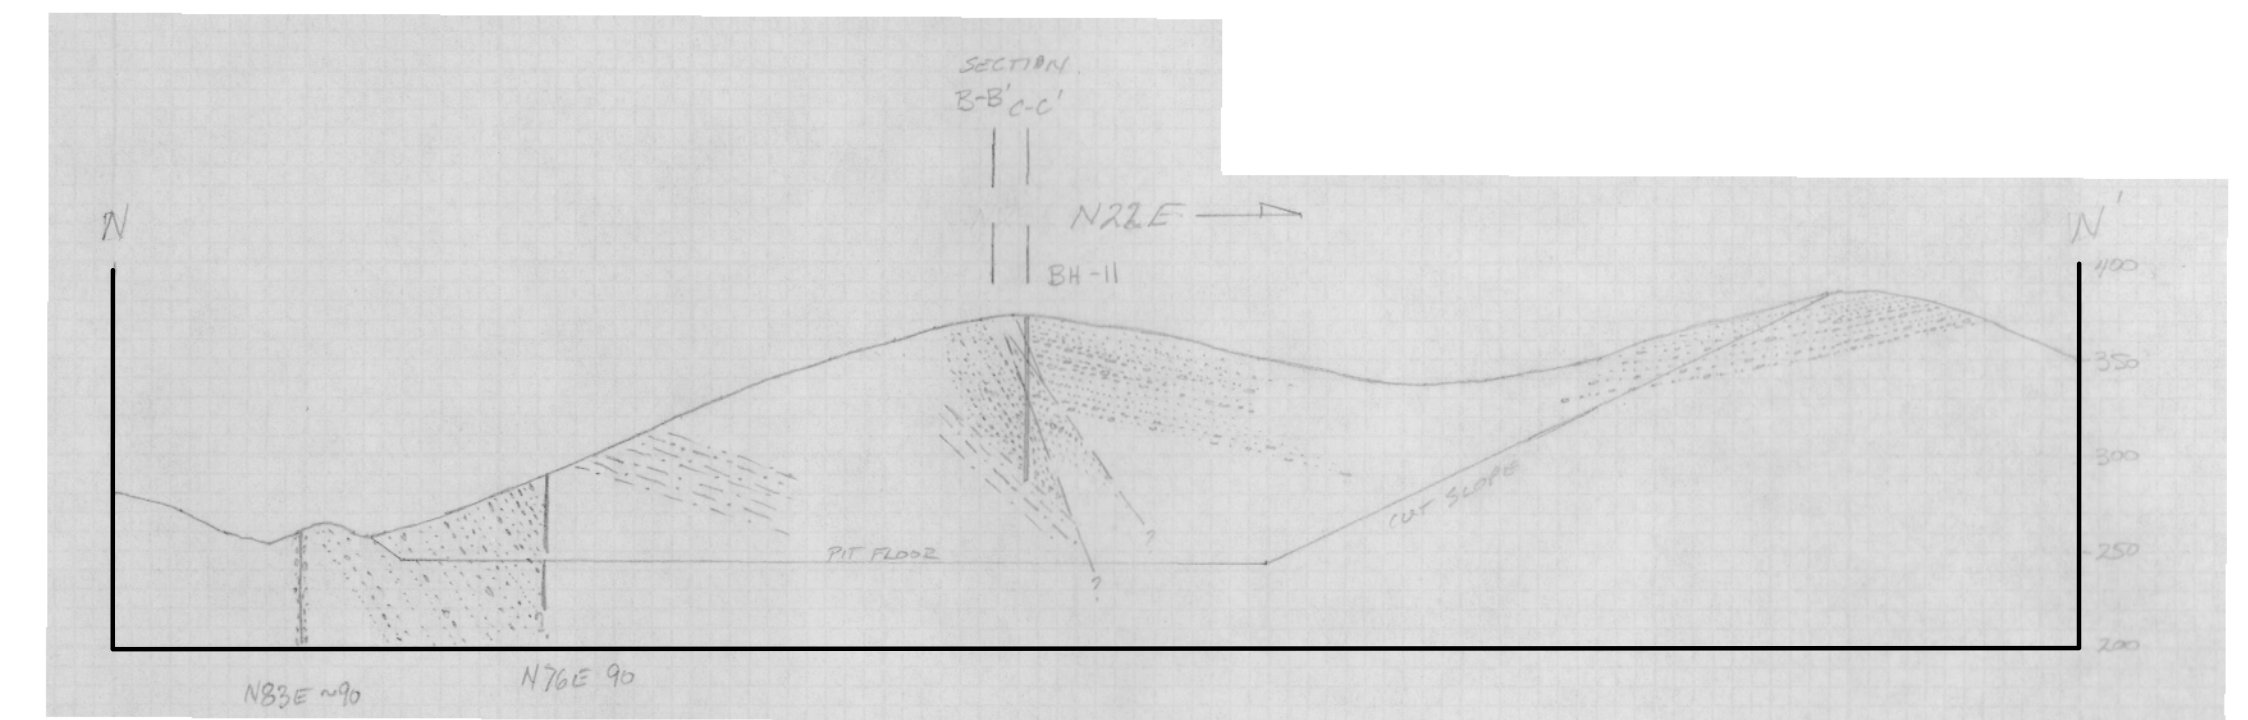 SECTION
B-B' C-C'
N
N22E
N'
BH-11
400
350
300
CUT SLOPE
PIT FLOOR
250
?
?
?
200
N83E ~90
N76E 90